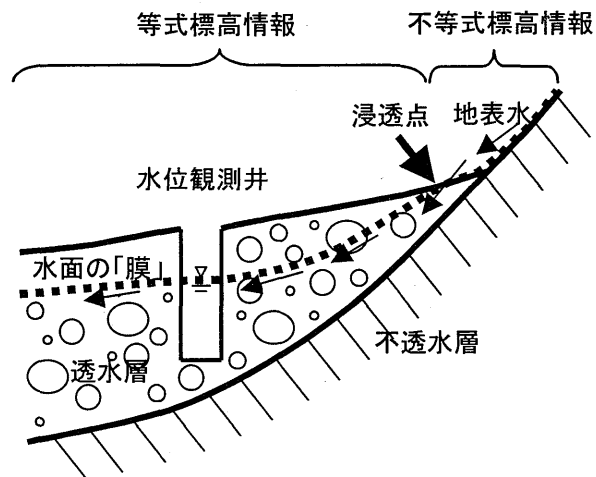 等式標高情報
不等式標高情報
浸透点
地表水
水位観測井
水面の「膜」
不透水層
透水層